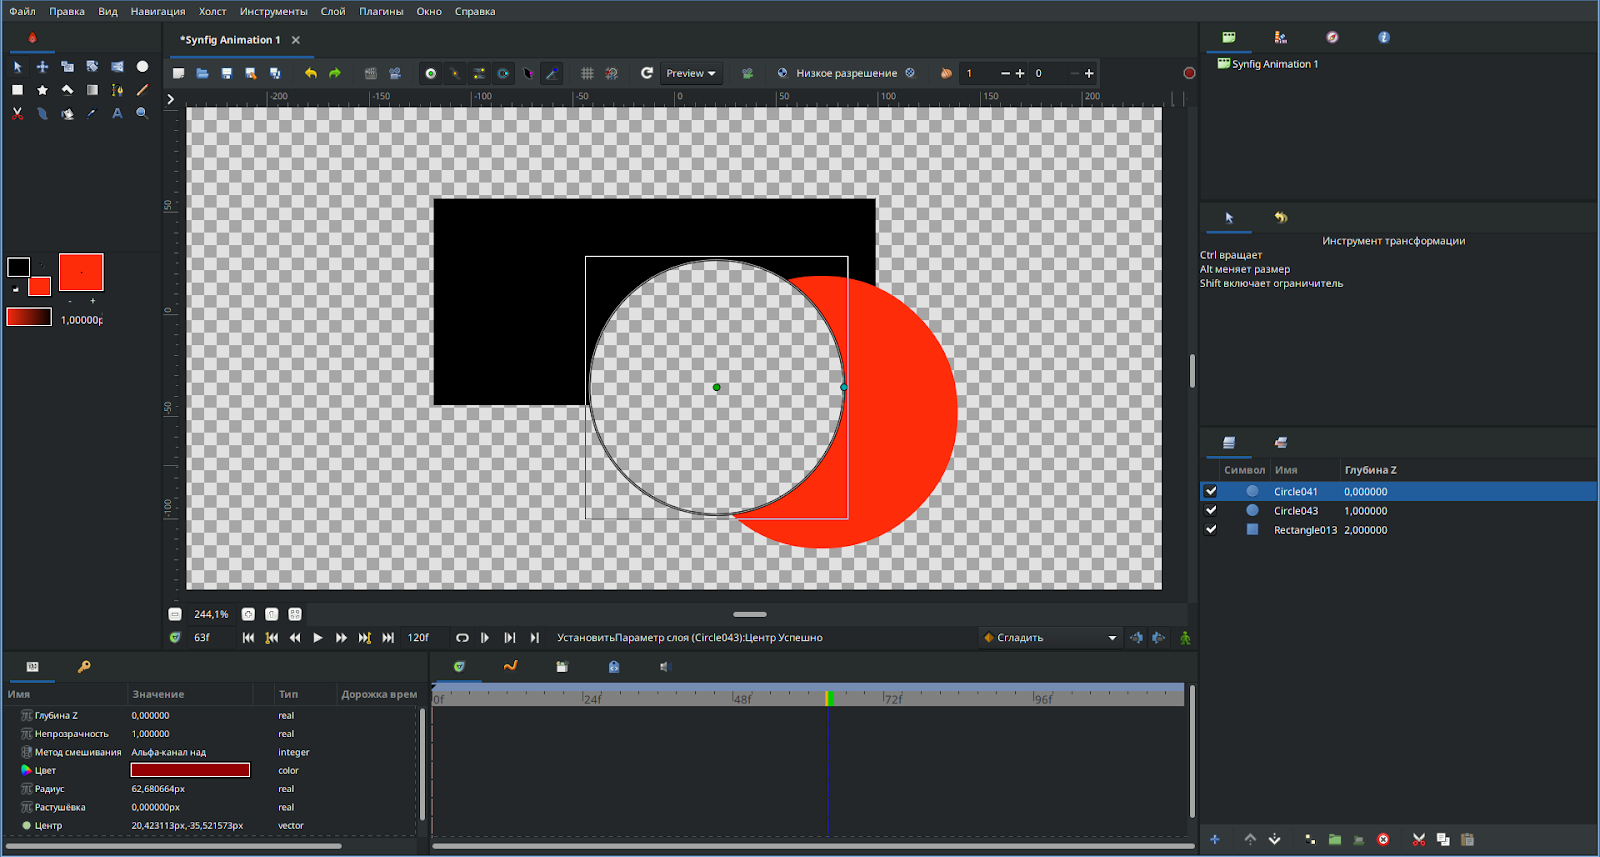 Файл Правка Вид Навигация Холст Инструменты Слой Плагины Окно Справка
*Synfig Animation 1
Preview
Низкое разрешение
1
0
Synfig Animation 1
-200 -150 -100 -50 0 50 100 150 200
50
0
-50
-100
Инструмент трансформации
Ctrl вращает
Alt меняет размер
Shift включает ограничитель
- +
1,00000р
Символ Имя Глубина Z
Circle041 0,000000
Circle043 1,000000
Rectangle013 2,000000
244,1%
63f
120f
УстановитьПараметр слоя (Circle043):Центр Успешно
Сгладить
Имя Значение Тип Дорожка врем
Глубина Z 0,000000 real
Непрозрачность 1,000000 real
Метод смешивания Альфа-канал над integer
Цвет color
Радиус 62,680664px real
Растушёвка 0,000000px real
Центр 20,423113px,-35,521573px vector
0f 24f 48f 72f 96f